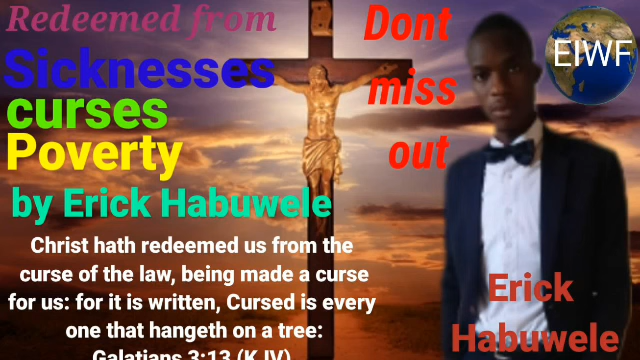 Redeemed from
Sicknesses
curses
Poverty
by Erick Habuwele
Christ hath redeemed us from the
curse of the law, being made a curse
for us: for it is written, Cursed is every
one that hangeth on a tree:
Galatians 3:13 (KJV)
Dont
miss
out
EIWF
Erick
Habuwele